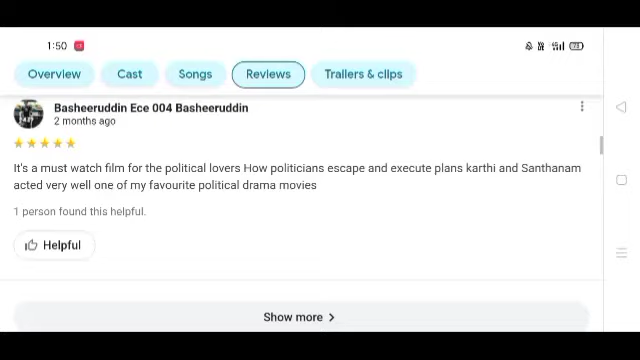 1:50
Overview
Cast
Songs
Reviews
Trailers & clips
Basheeruddin Ece 004 Basheeruddin
2 months ago
It's a must watch film for the political lovers How politicians escape and execute plans karthi and Santhanam
acted very well one of my favourite political drama movies
1 person found this helpful.
Helpful
Show more